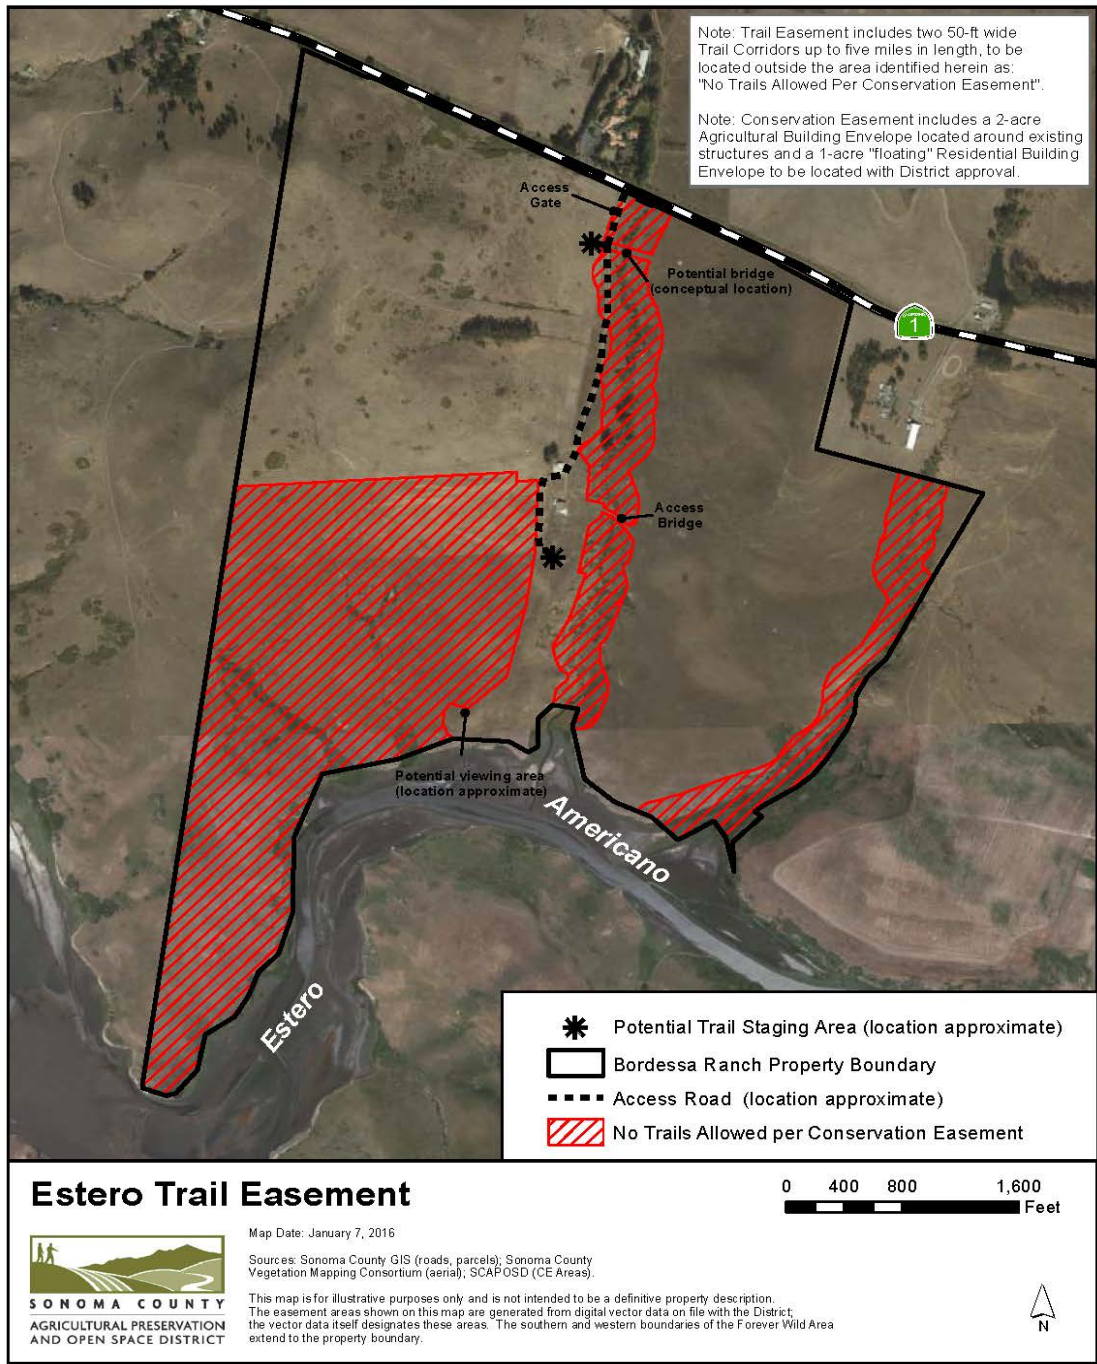 Note: Trail Easement includes two 50-ft wide
Trail Corridors up to five miles in length, to be
located outside the area identified herein as:
"No Trails Allowed Per Conservation Easement".
Note: Conservation Easement includes a 2-acre
Agricultural Building Envelope located around existing
structures and a 1-acre "floating" Residential Building
Envelope to be located with District approval.
Access
Gate
Potential bridge
(conceptual location)
1
Access
Bridge
Potential viewing area
(location approximate)
Americano
Estero
Potential Trail Staging Area (location approximate)
Bordessa Ranch Property Boundary
Access Road (location approximate)
No Trails Allowed per Conservation Easement
Estero Trail Easement
0 400 800 1,600
Feet
Map Date: January 7, 2016
Sources: Sonoma County GIS (roads, parcels); Sonoma County
Vegetation Mapping Consortium (aerial); SCAPOSD (CE Areas).
This map is for illustrative purposes only and is not intended to be a definitive property description.
The easement areas shown on this map are generated from digital vector data on file with the District;
the vector data itself designates these areas. The southern and western boundaries of the Forever Wild Area
extend to the property boundary.
SONOMA COUNTY
AGRICULTURAL PRESERVATION
AND OPEN SPACE DISTRICT
N